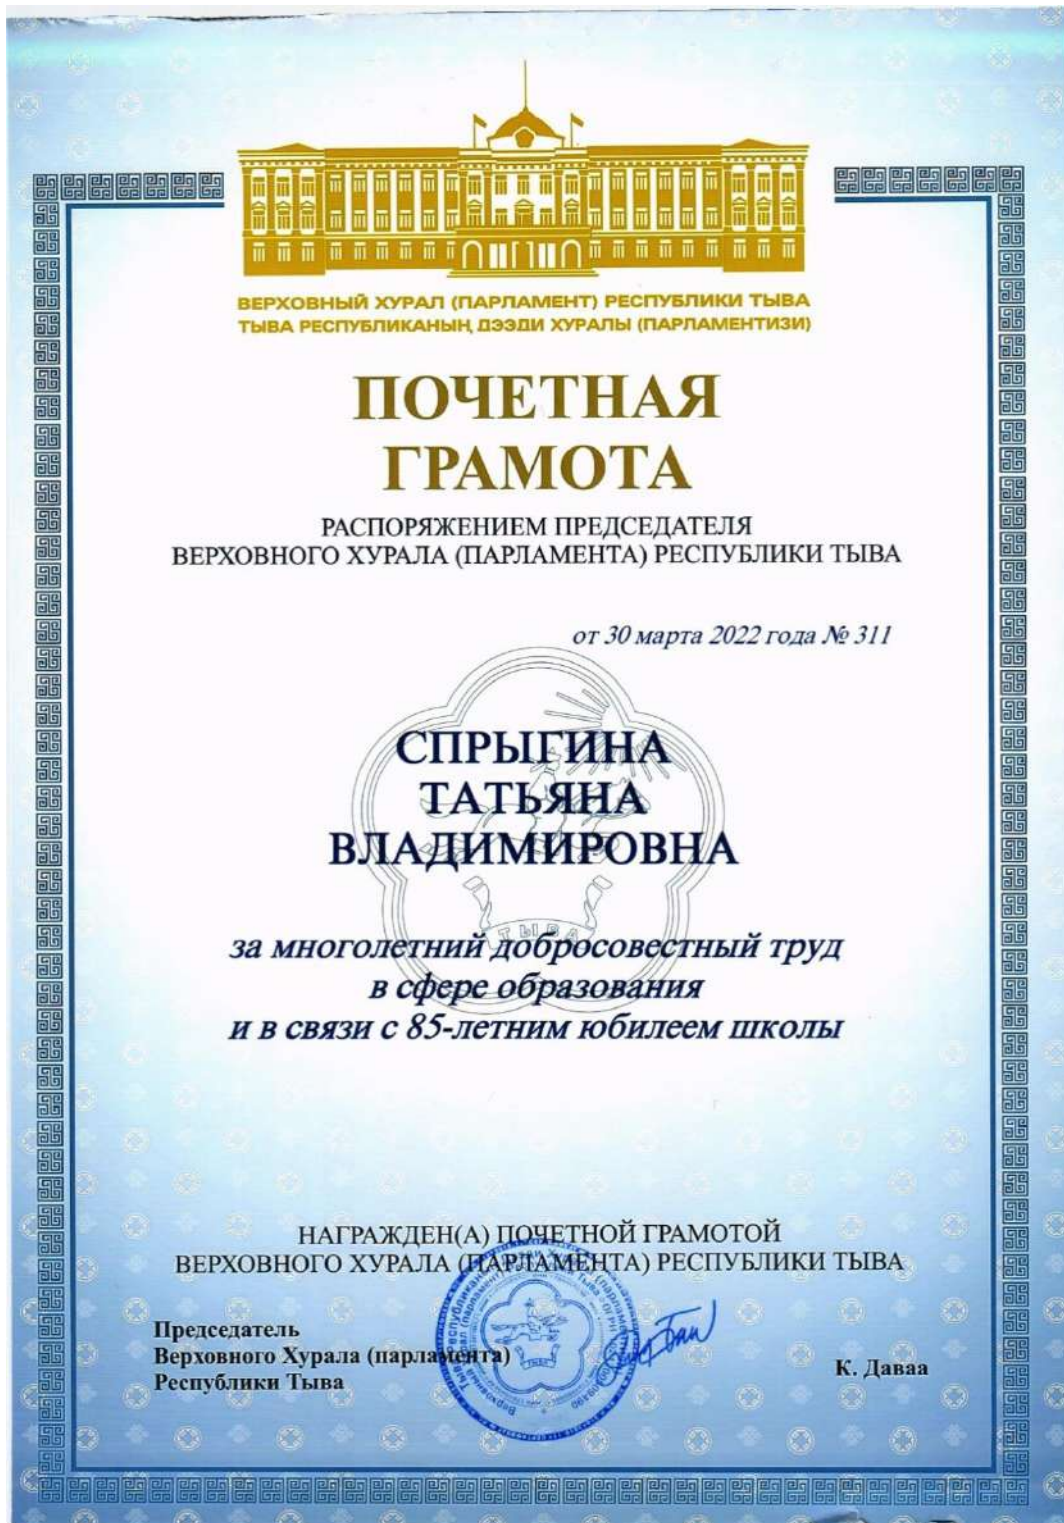 ВЕРХОВНЫЙ ХУРАЛ (ПАРЛАМЕНТ) РЕСПУБЛИКИ ТЫВА
ТЫВА РЕСПУБЛИКАНЫҢ ДЭЭДИ ХУРАЛЫ (ПАРЛАМЕНТИЗИ)
ПОЧЕТНАЯ
ГРАМОТА
РАСПОРЯЖЕНИЕМ ПРЕДСЕДАТЕЛЯ
ВЕРХОВНОГО ХУРАЛА (ПАРЛАМЕНТА) РЕСПУБЛИКИ ТЫВА
от 30 марта 2022 года № 311
СПРЫГИНА
ТАТЬЯНА
ВЛАДИМИРОВНА
ТЫВА
за многолетний добросовестный труд
в сфере образования
и в связи с 85-летним юбилеем школы
НАГРАЖДЕН(А) ПОЧЕТНОЙ ГРАМОТОЙ
ВЕРХОВНОГО ХУРАЛА (ПАРЛАМЕНТА) РЕСПУБЛИКИ ТЫВА
Председатель
Верховного Хурала (парламента)
Республики Тыва
К. Даваа